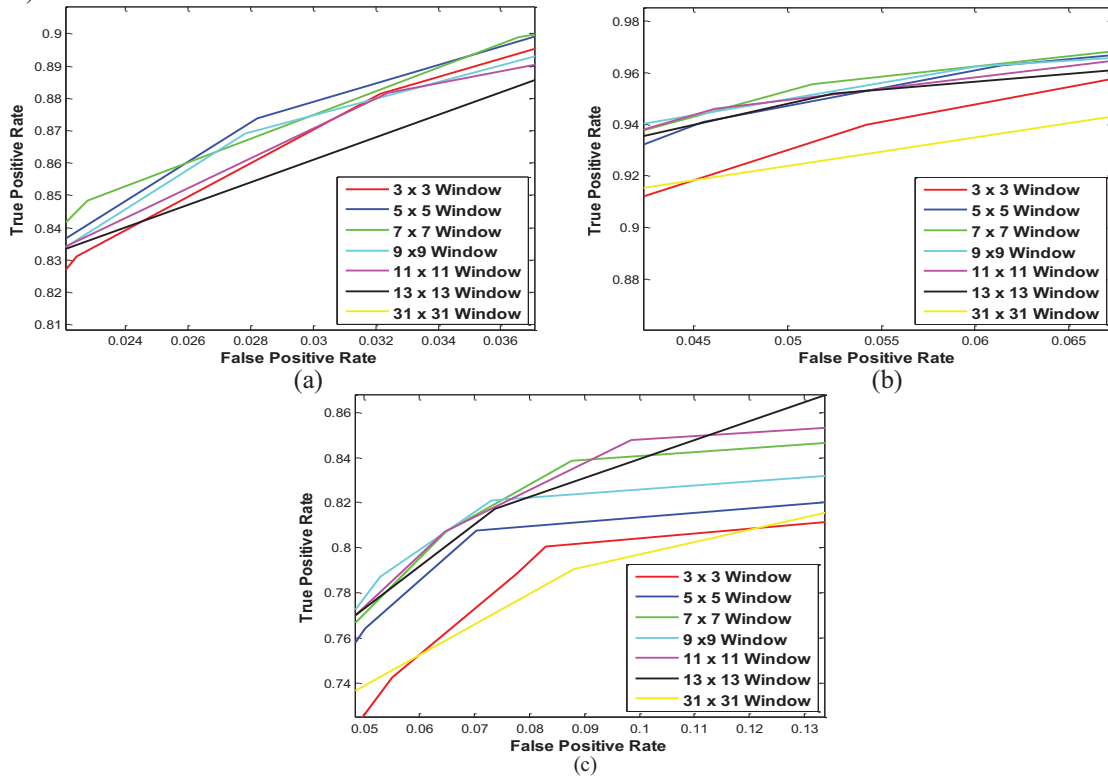 0.9
0.89
0.88
0.87
0.86
0.85
0.84
0.83
0.82
0.81
True Positive Rate
0.024 0.026 0.028 0.03 0.032 0.034 0.036
False Positive Rate
3 x 3 Window
5 x 5 Window
7 x 7 Window
9 x9 Window
11 x 11 Window
13 x 13 Window
31 x 31 Window
(a)
0.98
0.96
0.94
0.92
0.9
0.88
True Positive Rate
0.045 0.05 0.055 0.06 0.065
False Positive Rate
3 x 3 Window
5 x 5 Window
7 x 7 Window
9 x9 Window
11 x 11 Window
13 x 13 Window
31 x 31 Window
(b)
0.86
0.84
0.82
0.8
0.78
0.76
0.74
True Positive Rate
0.05 0.06 0.07 0.08 0.09 0.1 0.11 0.12 0.13
False Positive Rate
3 x 3 Window
5 x 5 Window
7 x 7 Window
9 x9 Window
11 x 11 Window
13 x 13 Window
31 x 31 Window
(c)